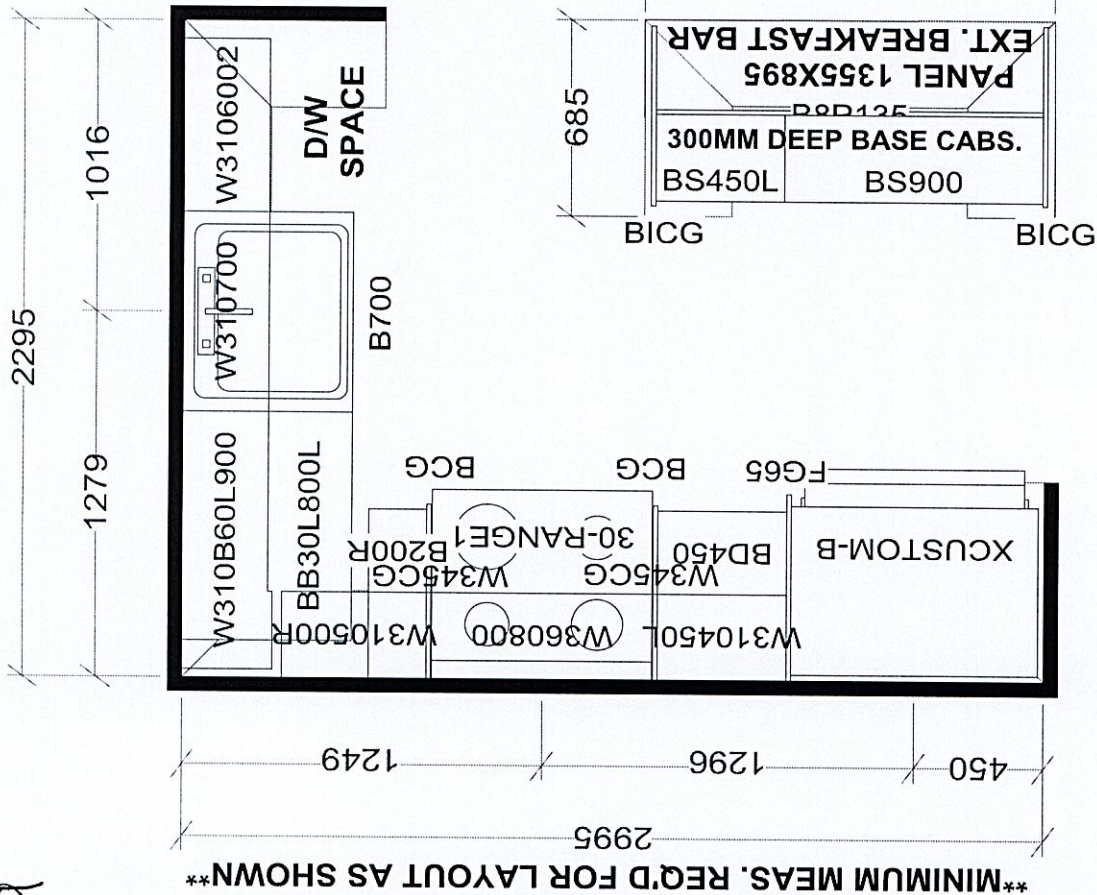 2295
1016
1279
W3106002
D/W
SPACE
W310700
B700
W310B60L900
BB30L800L
685
EXT. BREAKFAST BAR
PANEL 1355X895
300MM DEEP BASE CABS.
BS450L
BS900
BICG
BICG
BCG
BCG
FG65
B200R
30-RANGE1
BD450
XCUSTOM-B
W345CG
W345CG
W310500R
W360800
W310450L
1249
1296
450
2995
**MINIMUM MEAS. REQ'D FOR LAYOUT AS SHOWN**